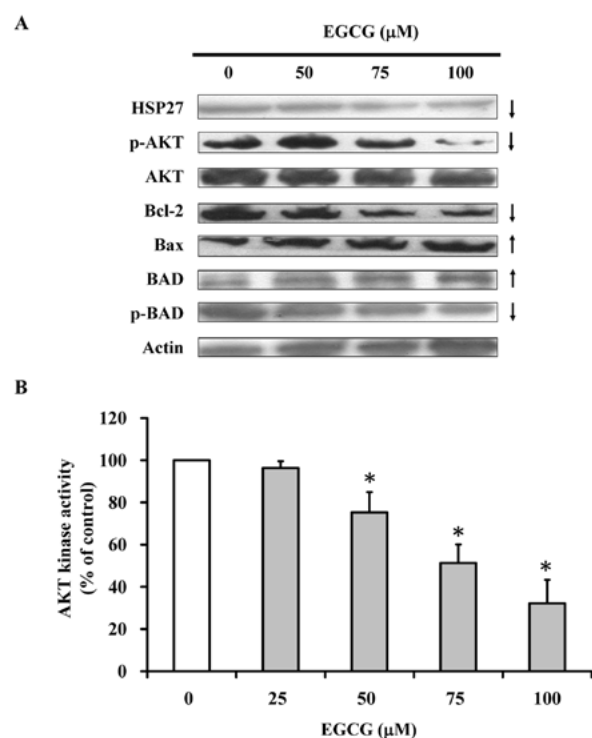 A
EGCG (μM)
0 50 75 100
HSP27 ↓
p-AKT ↓
AKT
Bcl-2 ↓
Bax ↑
BAD ↑
p-BAD ↓
Actin
B
120
100
80
60
40
20
0
AKT kinase activity
(% of control)
* * *
0 25 50 75 100
EGCG (μM)